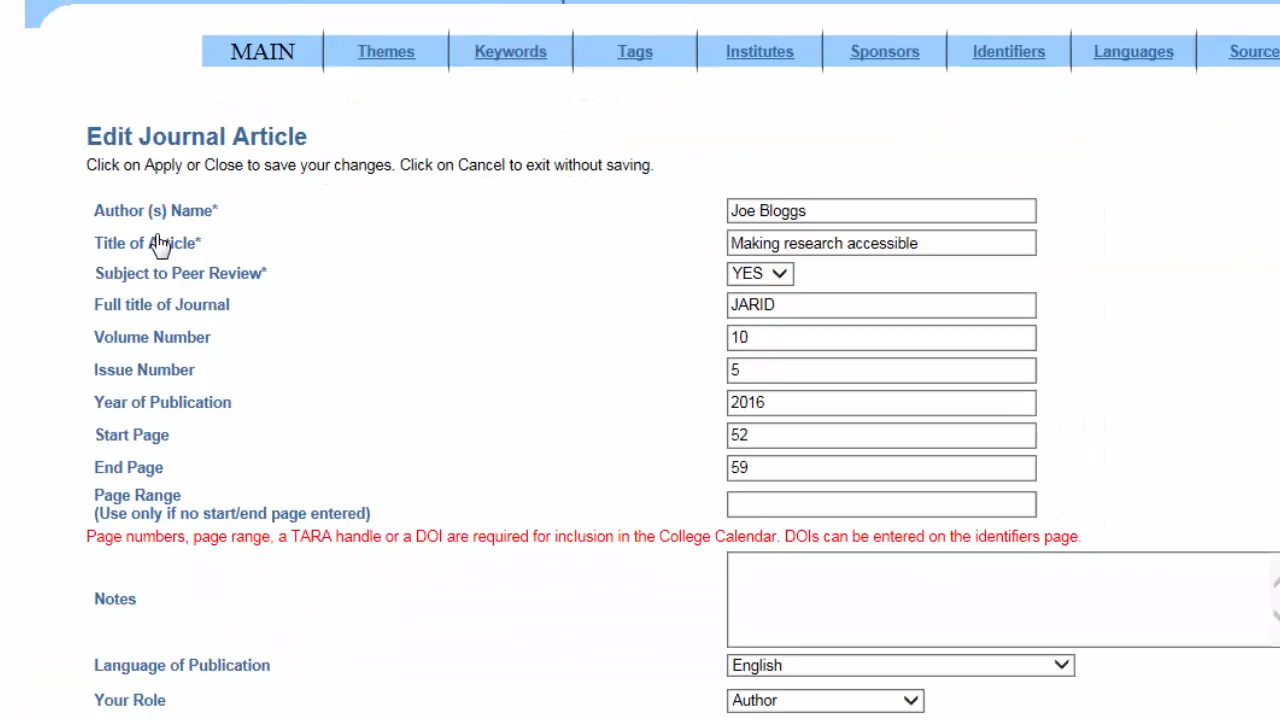 MAIN Themes Keywords Tags Institutes Sponsors Identifiers Languages Source
Edit Journal Article
Click on Apply or Close to save your changes. Click on Cancel to exit without saving.
Author (s) Name* Joe Bloggs
Title of Article* Making research accessible
Subject to Peer Review* YES
Full title of Journal JARID
Volume Number 10
Issue Number 5
Year of Publication 2016
Start Page 52
End Page 59
Page Range
(Use only if no start/end page entered)
Page numbers, page range, a TARA handle or a DOI are required for inclusion in the College Calendar. DOIs can be entered on the identifiers page.
Notes
Language of Publication English
Your Role Author